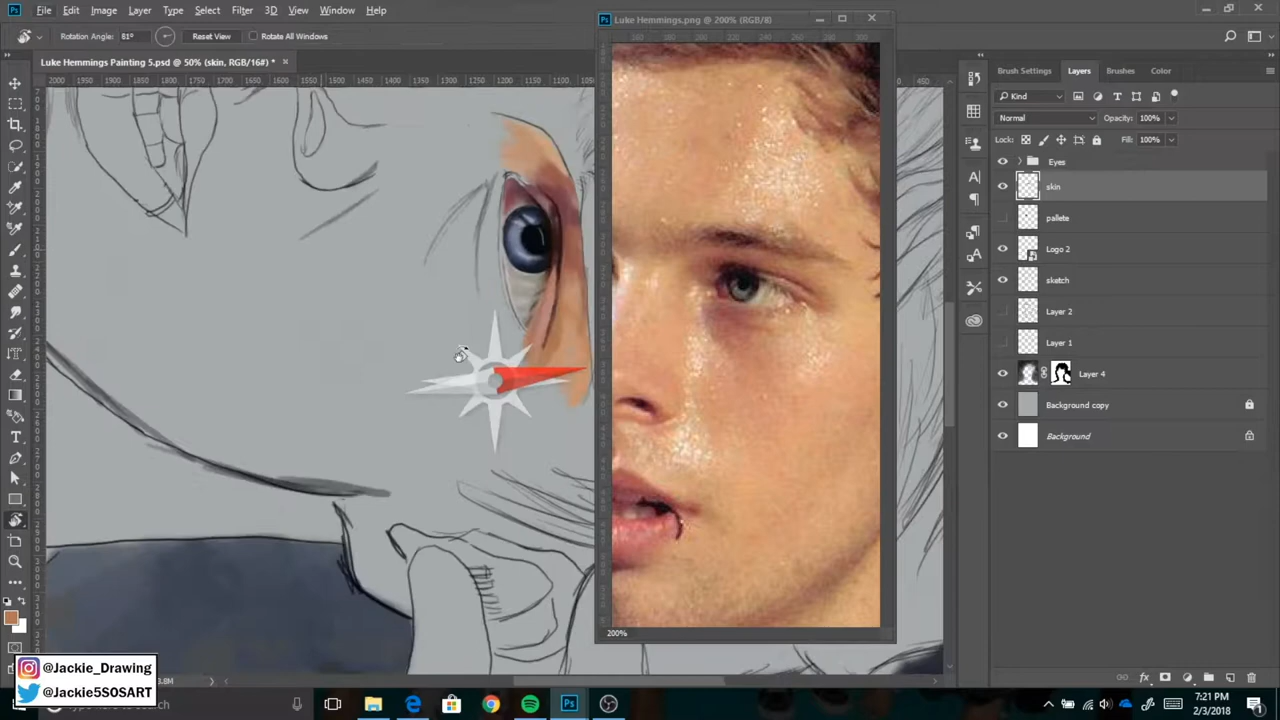 File Edit Image Layer Type Select Filter 3D View Window Help
Luke Hemmings.png @ 200% (RGB/8)
Rotation Angle: 81° Reset View Rotate All Windows
Luke Hemmings Painting 5.psd @ 50% (skin, RGB/16#) *
Brush Settings Layers Brushes Color
Kind
Normal Opacity: 100%
Lock: Fill: 100%
Eyes
skin
pallete
Logo 2
sketch
Layer 2
Layer 1
Layer 4
Background copy
Background
200%
@Jackie_Drawing
@Jackie5SOSART
7:21 PM
2/3/2018